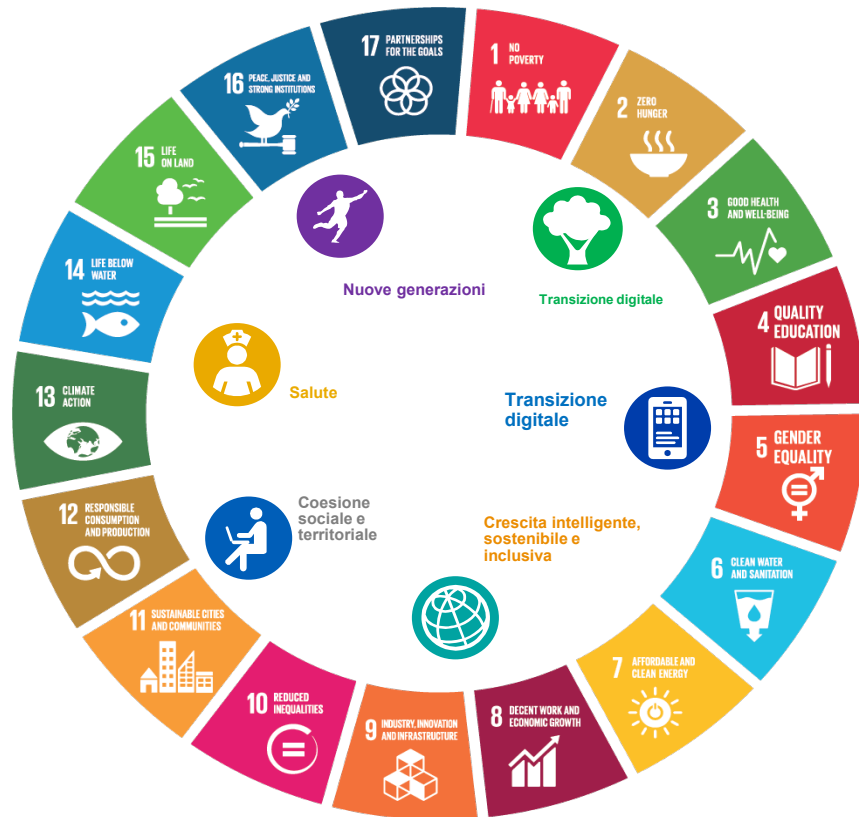 17 PARTNERSHIPS
FOR THE GOALS
1 NO
POVERTY
2 ZERO
HUNGER
3 GOOD HEALTH
AND WELL-BEING
4 QUALITY
EDUCATION
5 GENDER
EQUALITY
6 CLEAN WATER
AND SANITATION
7 AFFORDABLE AND
CLEAN ENERGY
8 DECENT WORK AND
ECONOMIC GROWTH
9 INDUSTRY, INNOVATION
AND INFRASTRUCTURE
10 REDUCED
INEQUALITIES
11 SUSTAINABLE CITIES
AND COMMUNITIES
12 RESPONSIBLE
CONSUMPTION
AND PRODUCTION
13 CLIMATE
ACTION
14 LIFE BELOW
WATER
15 LIFE
ON LAND
16 PEACE, JUSTICE AND
STRONG INSTITUTIONS
Nuove generazioni
Transizione digitale
Salute
Transizione
digitale
Coesione
sociale e
territoriale
Crescita intelligente,
sostenibile e
inclusiva